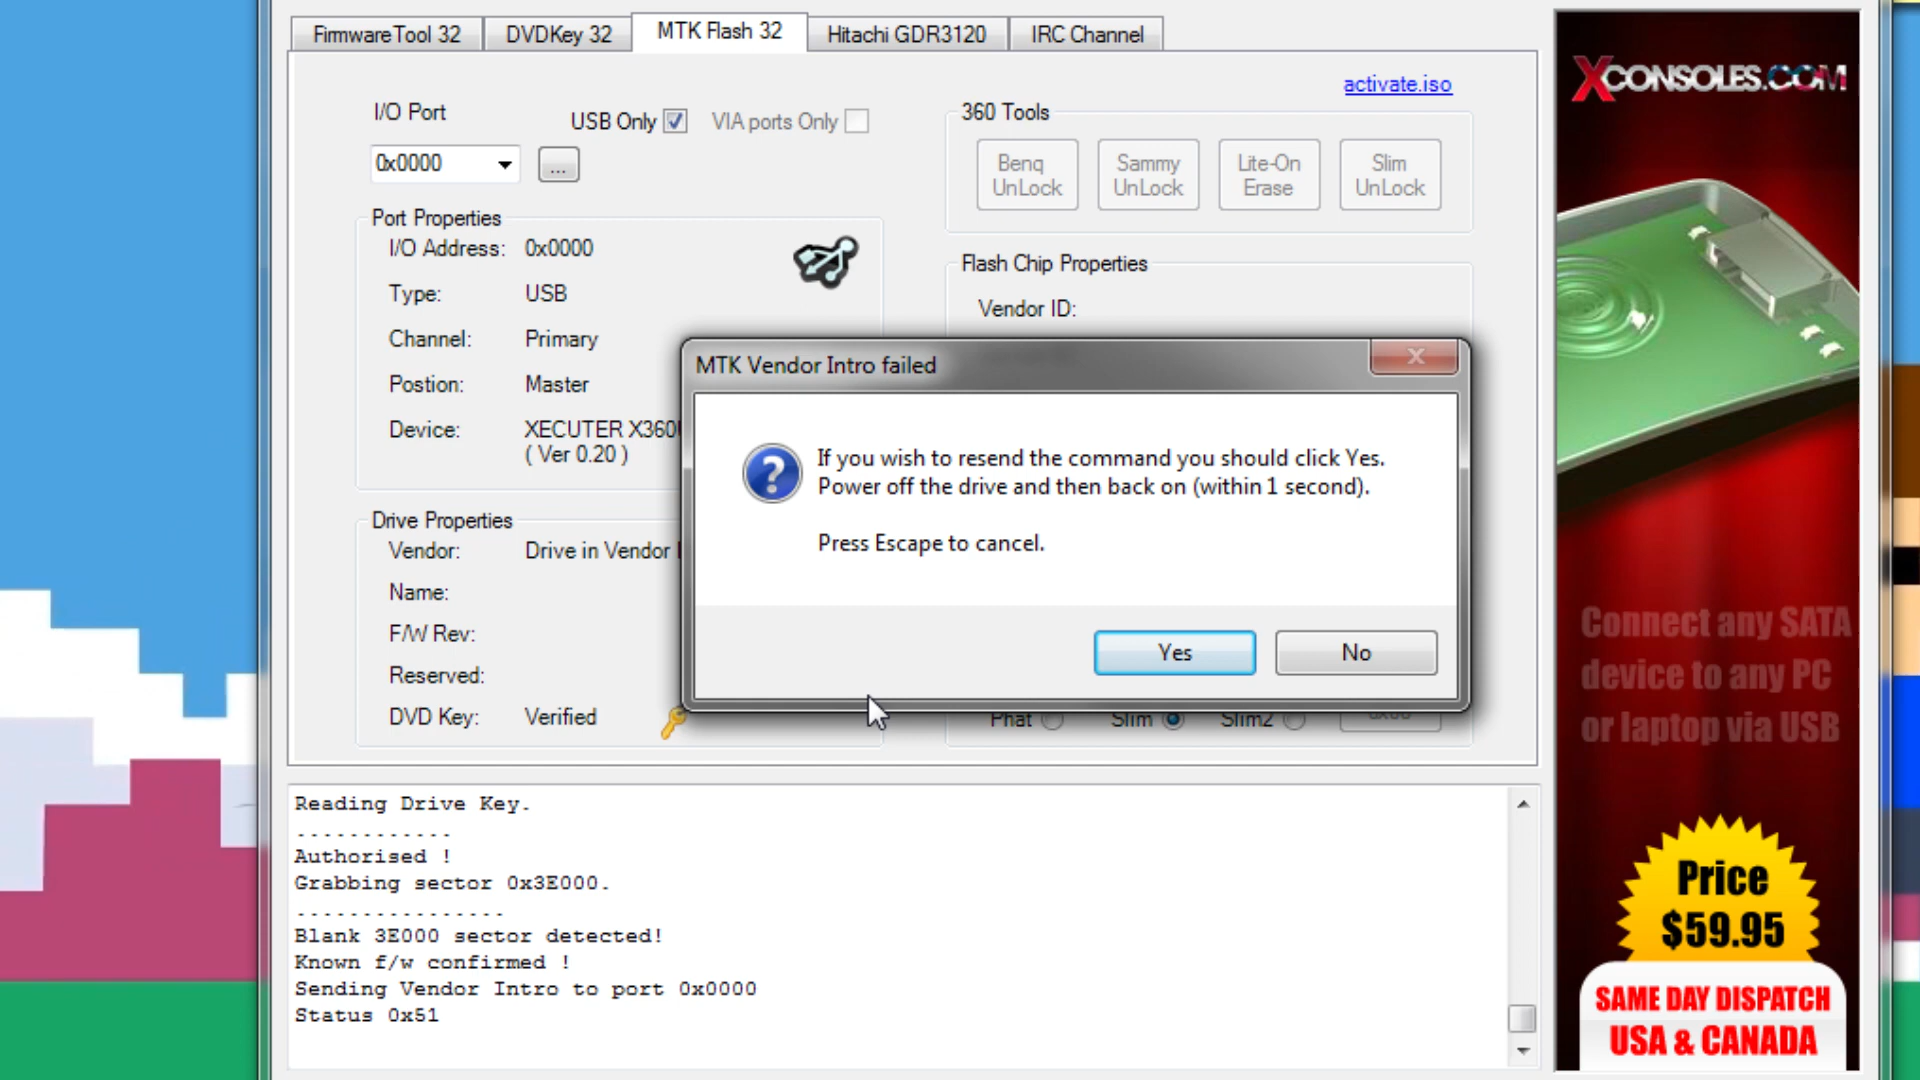 FirmwareTool 32
DVDKey 32
MTK Flash 32
Hitachi GDR3120
IRC Channel
activate.iso
I/O Port
USB Only
VIA ports Only
0x0000
...
360 Tools
Benq
UnLock
Sammy
UnLock
Lite-On
Erase
Slim
UnLock
Port Properties
I/O Address: 0x0000
Type: USB
Channel: Primary
Postion: Master
Device: XECUTER X360
( Ver 0.20 )
Flash Chip Properties
Vendor ID:
MTK Vendor Intro failed
If you wish to resend the command you should click Yes.
Power off the drive and then back on (within 1 second).
Press Escape to cancel.
Yes
No
Drive Properties
Vendor: Drive in Vendor
Name:
F/W Rev:
Reserved:
DVD Key: Verified
Phat
Slim
Slim2
Reading Drive Key.
. . . . . . . . . . . .
Authorised !
Grabbing sector 0x3E000.
. . . . . . . . . . . . . . . .
Blank 3E000 sector detected!
Known f/w confirmed !
Sending Vendor Intro to port 0x0000
Status 0x51
XCONSOLES.COM
Connect any SATA
device to any PC
or laptop via USB
Price
$59.95
SAME DAY DISPATCH
USA & CANADA